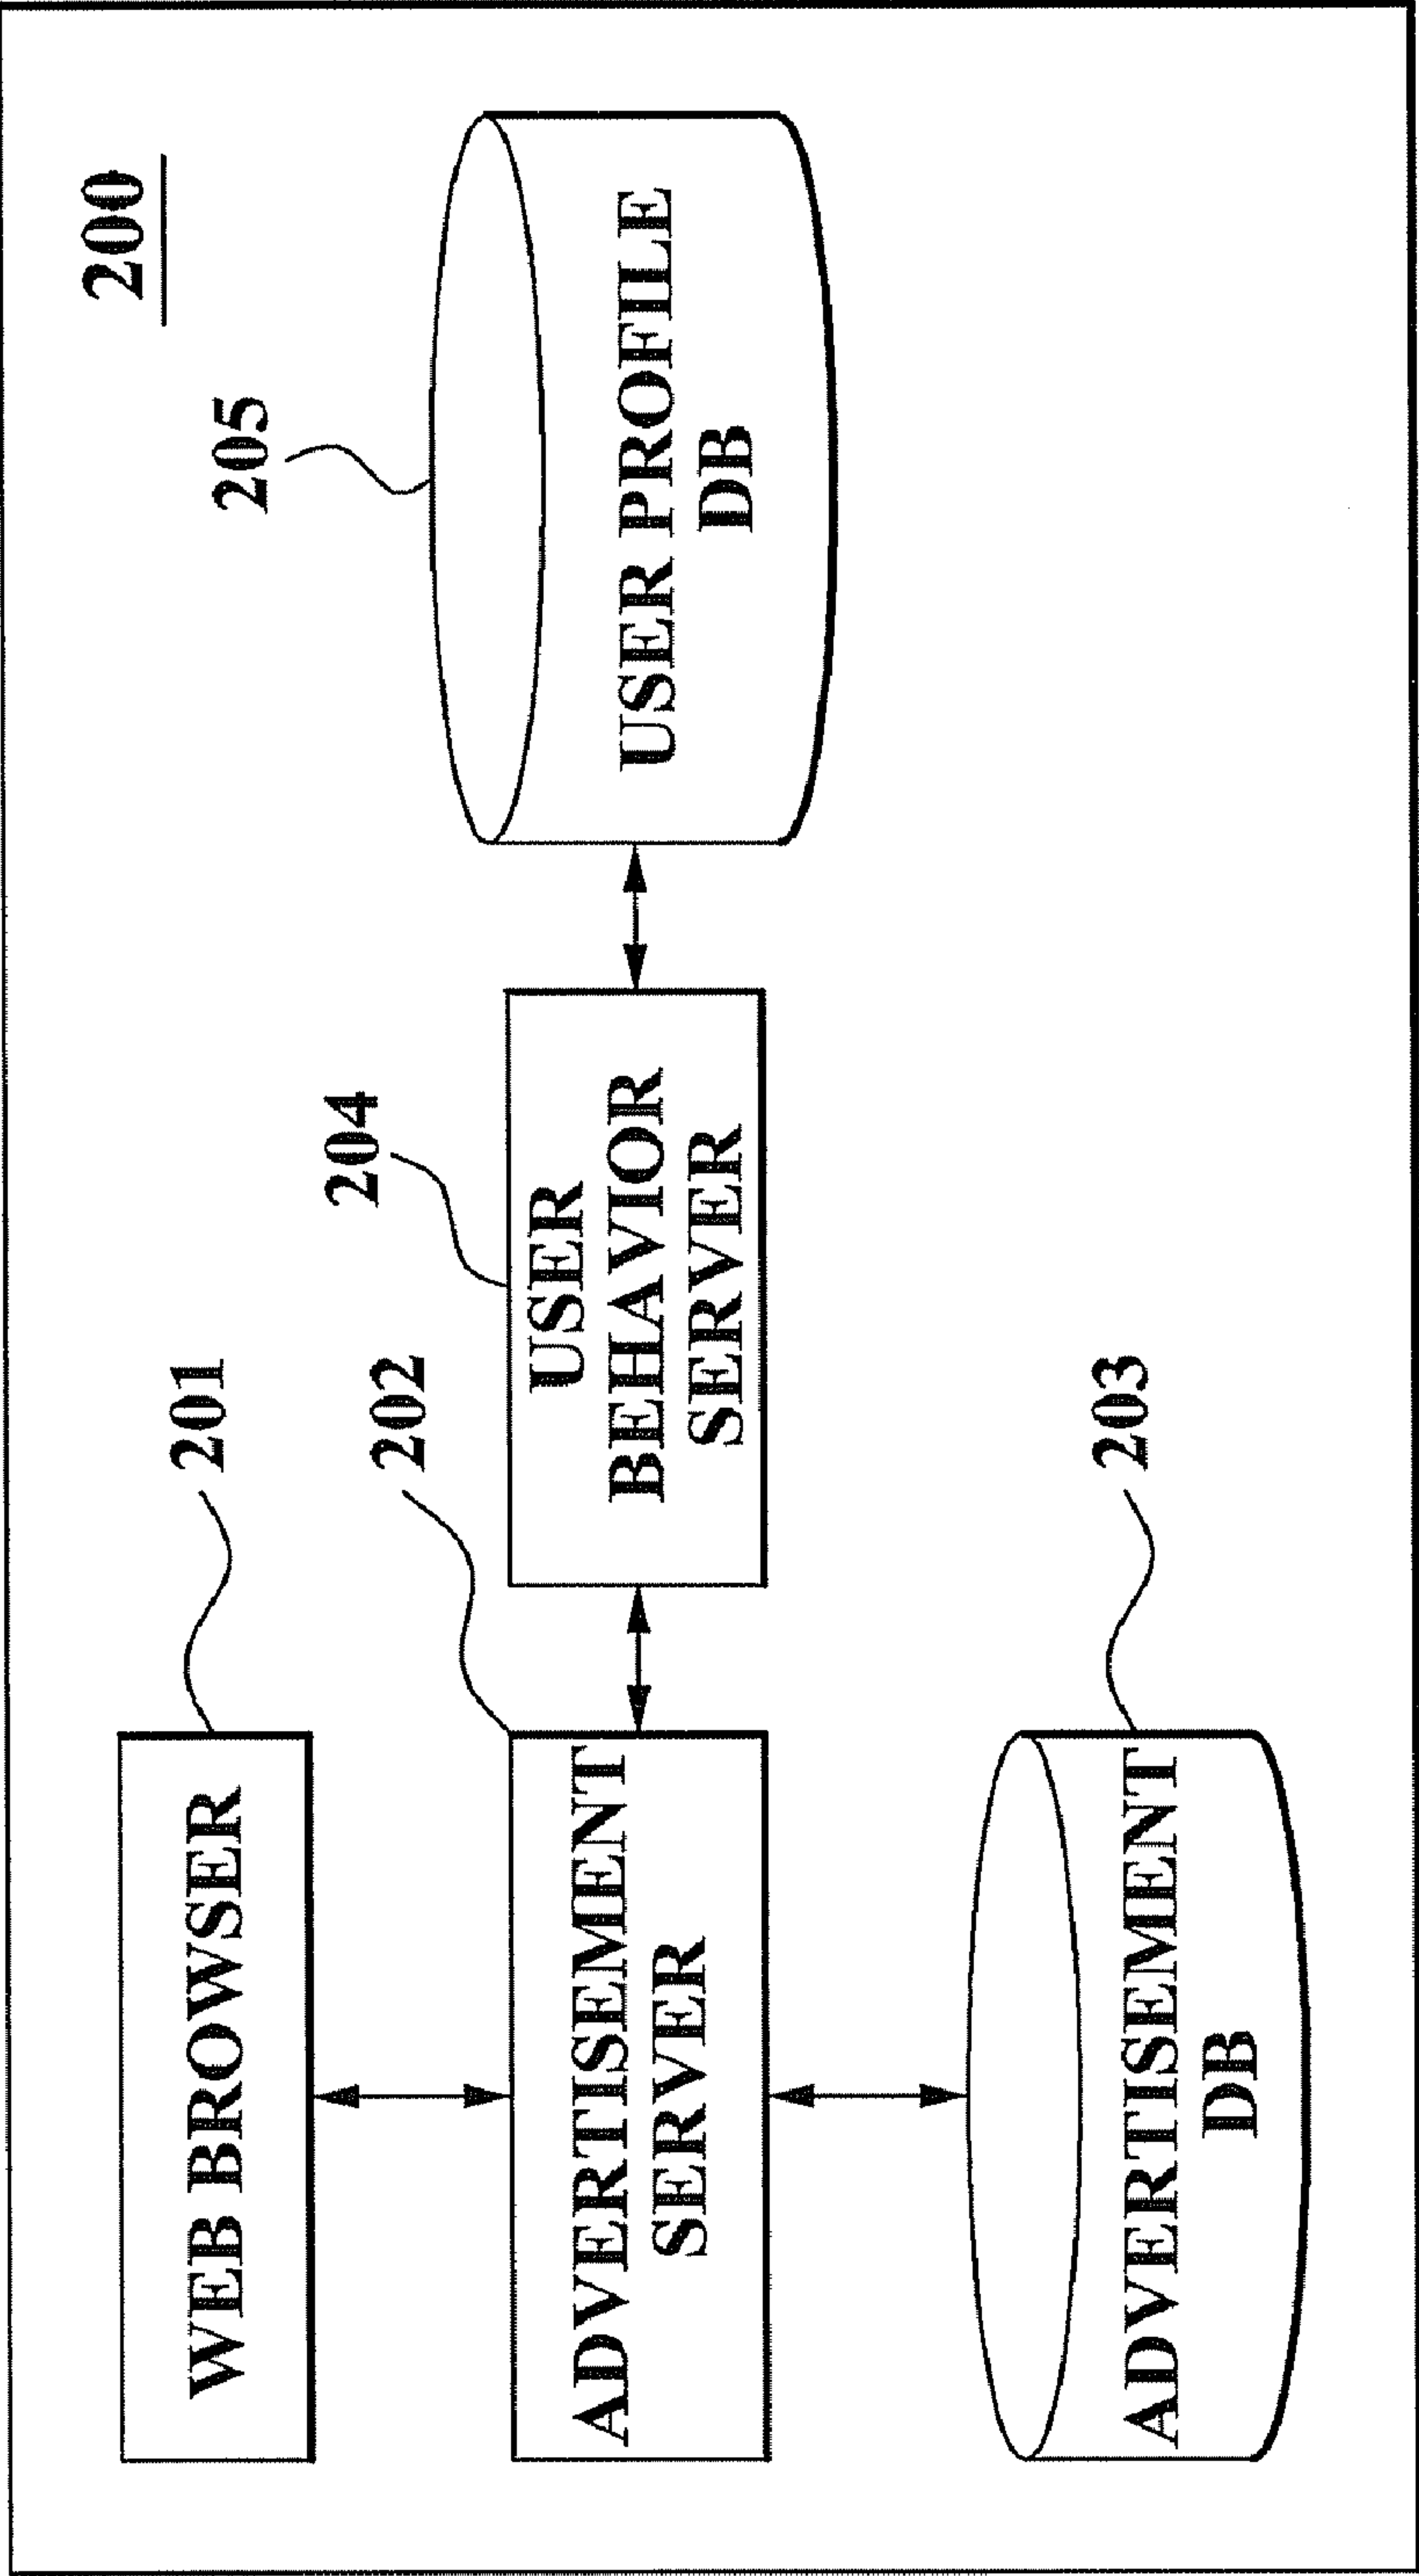 200
205
USER PROFILE
DB
204
USER
BEHAVIOR
SERVER
201
WEB BROWSER
202
ADVERTISEMENT
SERVER
203
ADVERTISEMENT
DB